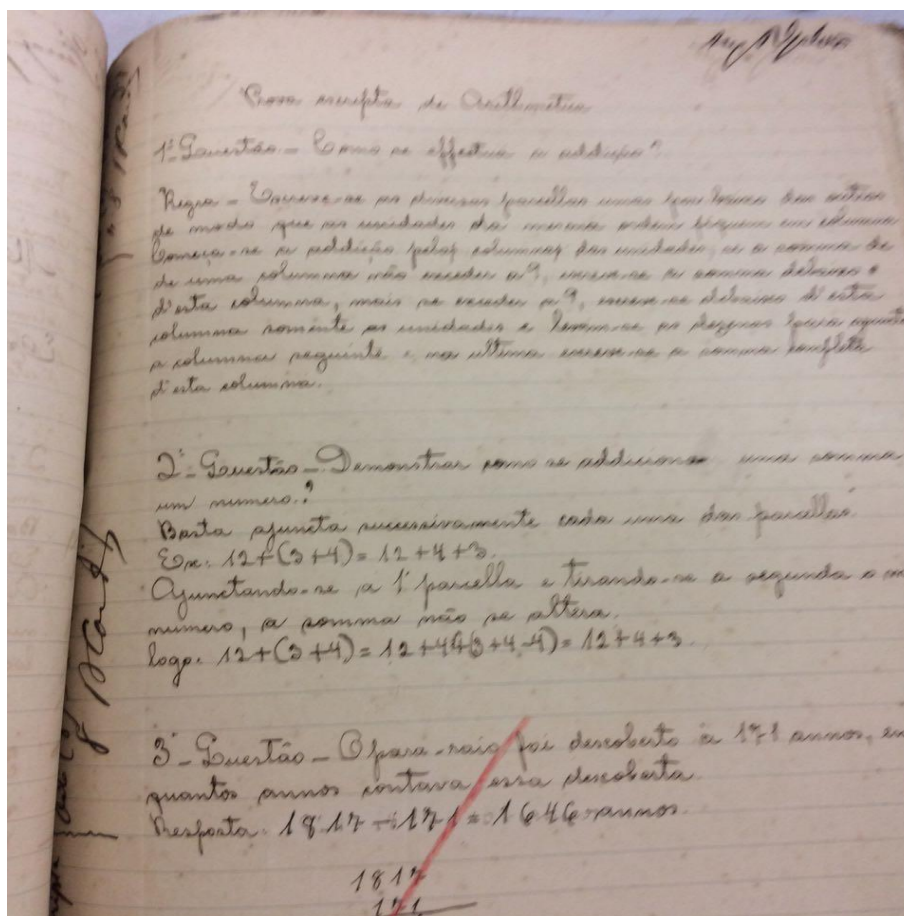 Prova escripta de Arithmetica
1ª Questão - Como se effectua a addição?
Regra - Escreve-se as diversas parcellas umas por baixo das outras
de modo que as unidades da mesma ordem fiquem em columna
Começa-se a addição pelas columnas das unidades, se a somma de
de uma columna não exceder a 9, escreve-se a somma debaixo
d'esta columna, mais se exceder a 9, escreve-se debaixo d'esta
columna somente as unidades e levam-se as dezenas para
a columna seguinte e na ultima escreve-se a somma completa
d'esta columna.
2ª - Questão - Demonstrar como se addiciona uma somma
um numero.?
Basta ajuncta successivamente cada uma das parcellas.
Ex: 12+(3+4)=12+4+3.
Ajunctando-se a 1ª parcella e tirando-se a segunda o
numero, a somma não se altera.
logo. 12+(3+4)=12+4+(3+4-4)=12+4+3.
3ª - Questão - O para-raio foi descoberto à 171 annos, em
quantos annos contava essa descoberta.
Resposta. 1817-171=1646 annos.
1817
171